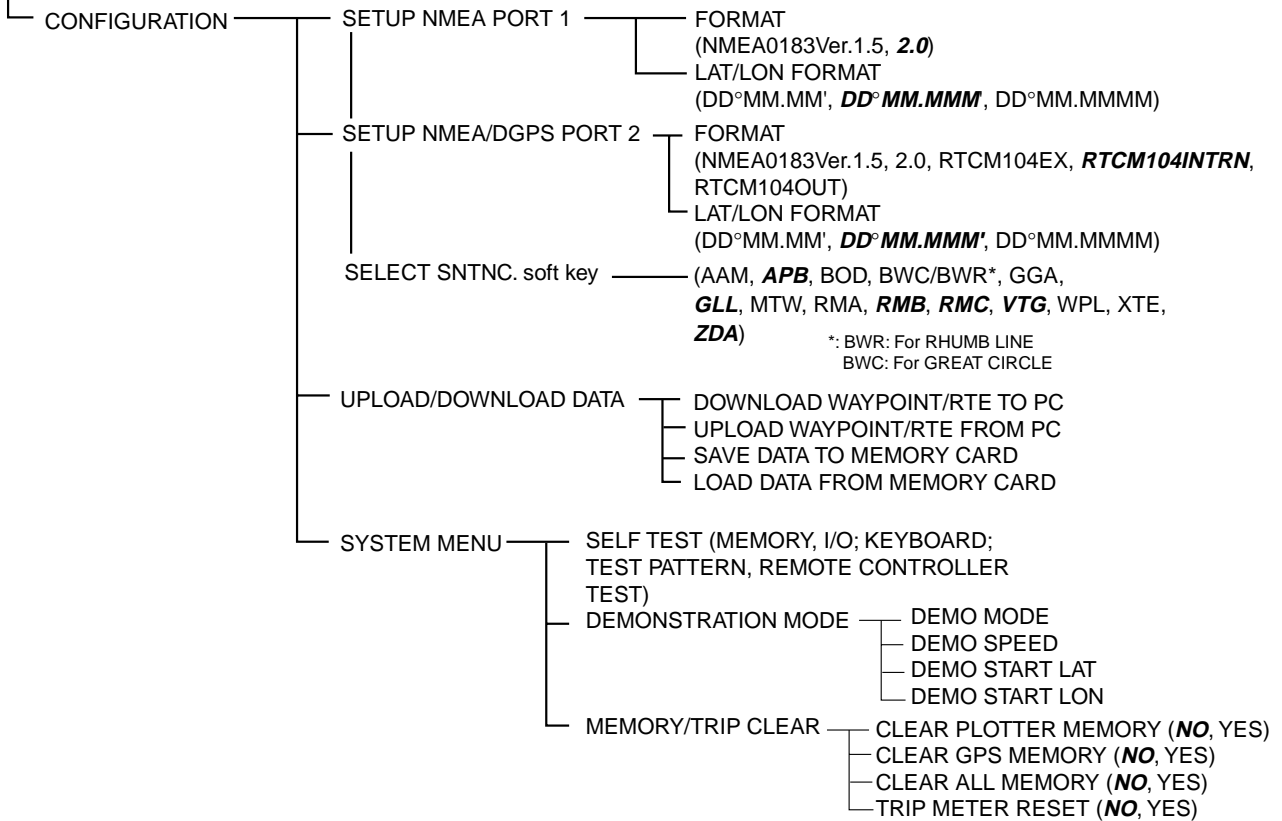 CONFIGURATION
SETUP NMEA PORT 1
FORMAT
(NMEA0183Ver.1.5, 2.0)
LAT/LON FORMAT
(DD°MM.MM', DD°MM.MMM', DD°MM.MMMM)
SETUP NMEA/DGPS PORT 2
FORMAT
(NMEA0183Ver.1.5, 2.0, RTCM104EX, RTCM104INTRN,
RTCM104OUT)
LAT/LON FORMAT
(DD°MM.MM', DD°MM.MMM', DD°MM.MMMM)
SELECT SNTNC. soft key
(AAM, APB, BOD, BWC/BWR*, GGA,
GLL, MTW, RMA, RMB, RMC, VTG, WPL, XTE,
ZDA)
*: BWR: For RHUMB LINE
BWC: For GREAT CIRCLE
UPLOAD/DOWNLOAD DATA
DOWNLOAD WAYPOINT/RTE TO PC
UPLOAD WAYPOINT/RTE FROM PC
SAVE DATA TO MEMORY CARD
LOAD DATA FROM MEMORY CARD
SYSTEM MENU
SELF TEST (MEMORY, I/O; KEYBOARD;
TEST PATTERN, REMOTE CONTROLLER
TEST)
DEMONSTRATION MODE
DEMO MODE
DEMO SPEED
DEMO START LAT
DEMO START LON
MEMORY/TRIP CLEAR
CLEAR PLOTTER MEMORY (NO, YES)
CLEAR GPS MEMORY (NO, YES)
CLEAR ALL MEMORY (NO, YES)
TRIP METER RESET (NO, YES)